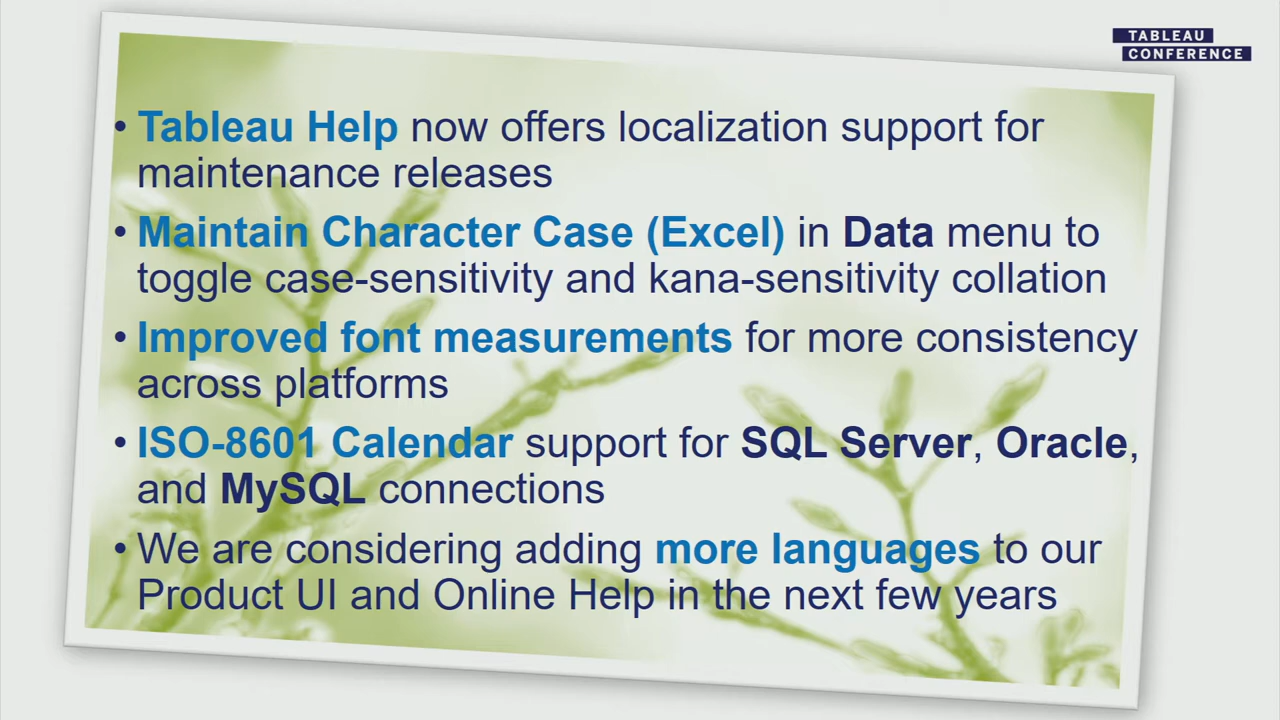 TABLEAU
CONFERENCE
• Tableau Help now offers localization support for
maintenance releases
• Maintain Character Case (Excel) in Data menu to
toggle case-sensitivity and kana-sensitivity collation
• Improved font measurements for more consistency
across platforms
• ISO-8601 Calendar support for SQL Server, Oracle,
and MySQL connections
• We are considering adding more languages to our
Product UI and Online Help in the next few years